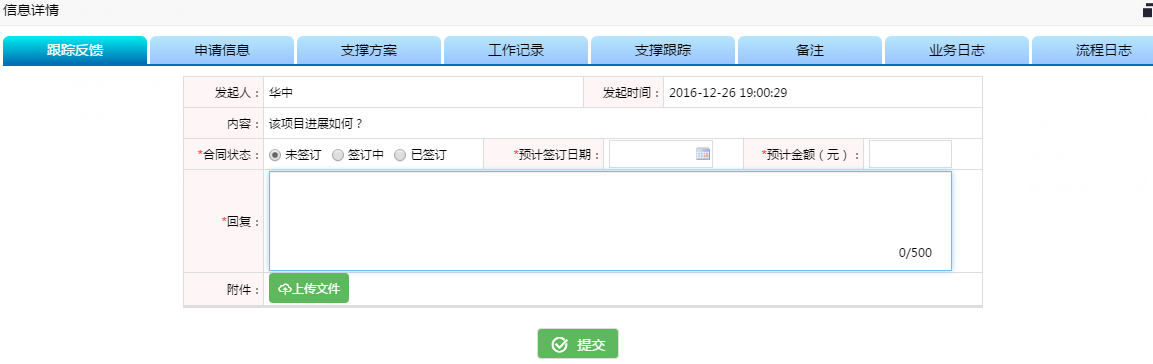 信息详情
跟踪反馈 申请信息 支撑方案 工作记录 支撑跟踪 备注 业务日志 流程日志
发起人： 华中 发起时间： 2016-12-26 19:00:29
内容： 该项目进展如何？
*合同状态： 未签订 签订中 已签订 *预计签订日期： *预计金额（元）：
*回复：
0/500
附件： 上传文件
提交